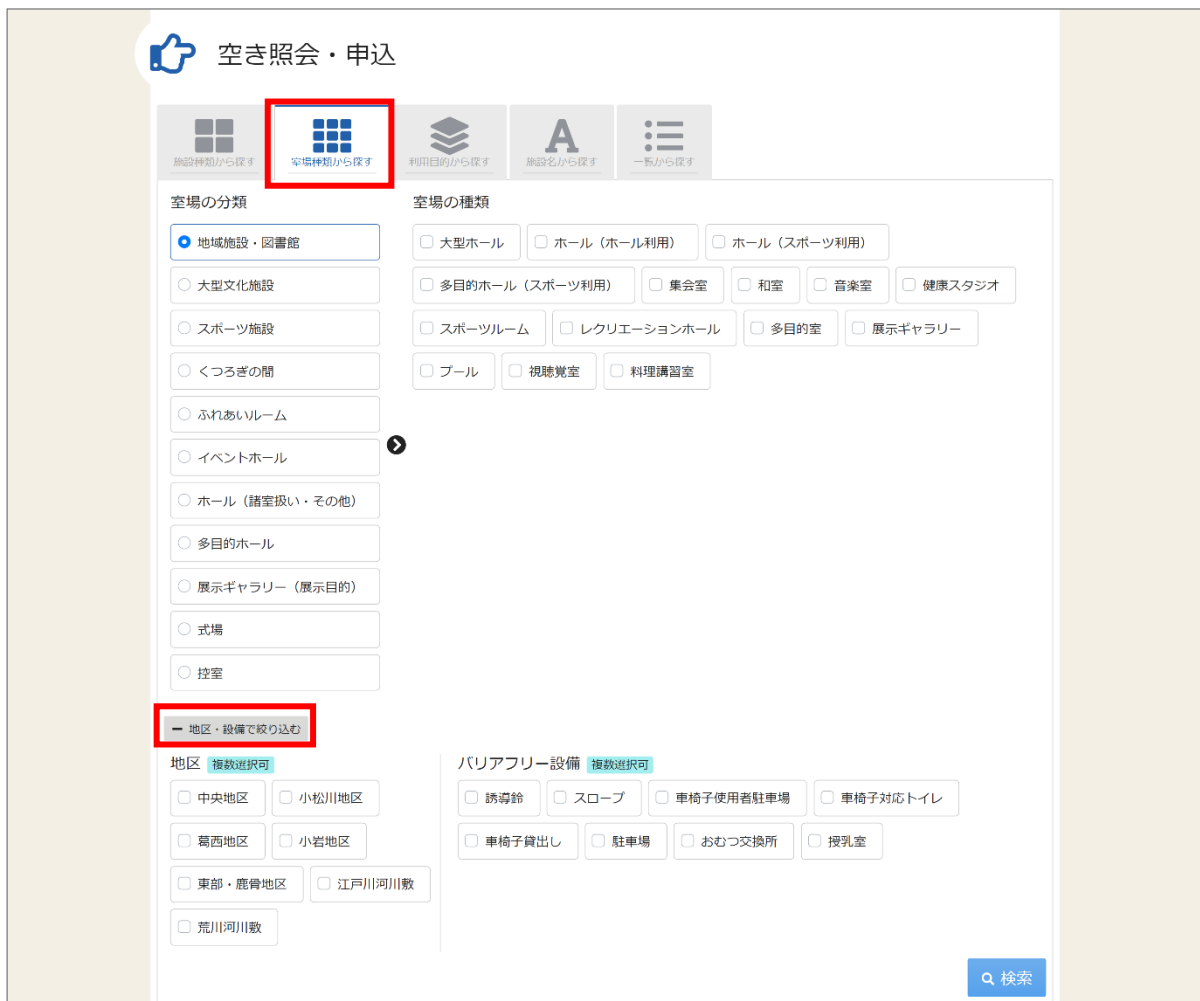 空き照会・申込
施設種類から探す 室場種類から探す 利用目的から探す 施設名から探す 一覧から探す
室場の分類
地域施設・図書館
大型文化施設
スポーツ施設
くつろぎの間
ふれあいルーム
イベントホール
ホール（諸室扱い・その他）
多目的ホール
展示ギャラリー（展示目的）
式場
控室
室場の種類
大型ホール ホール（ホール利用） ホール（スポーツ利用）
多目的ホール（スポーツ利用） 集会室 和室 音楽室 健康スタジオ
スポーツルーム レクリエーションホール 多目的室 展示ギャラリー
プール 視聴覚室 料理講習室
地区・設備で絞り込む
地区 複数選択可
中央地区 小松川地区
葛西地区 小岩地区
東部・鹿骨地区 江戸川河川敷
荒川河川敷
バリアフリー設備 複数選択可
誘導鈴 スロープ 車椅子使用者駐車場 車椅子対応トイレ
車椅子貸出し 駐車場 おむつ交換所 授乳室
検索